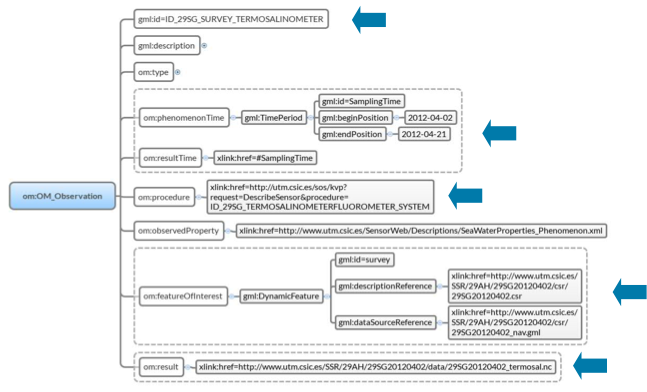 gml:id=ID_29SG_SURVEY_TERMOSALINOMETER
gml:description
om:type
om:phenomenonTime
gml:TimePeriod
gml:id=SamplingTime
gml:beginPosition
2012-04-02
gml:endPosition
2012-04-21
om:resultTime
xlink:href=#SamplingTime
om:OM_Observation
om:procedure
xlink:href=http://utm.csic.es/sos/kvp?
request=DescribeSensor&procedure=
ID_29SG_TERMOSALINOMETERFLUOROMETER_SYSTEM
om:observedProperty
xlink:href=http://www.utm.csic.es/SensorWeb/Descriptions/SeaWaterProperties_Phenomenon.xml
om:featureOfInterest
gml:DynamicFeature
gml:id=survey
gml:descriptionReference
xlink:href=http://www.utm.csic.es/
SSR/29AH/29SG20120402/csr/
29SG20120402.csr
gml:dataSourceReference
xlink:href=http://www.utm.csic.es/
SSR/29AH/29SG20120402/csr/
29SG20120402_nav.gml
om:result
xlink:href=http://www.utm.csic.es/SSR/29AH/29SG20120402/data/29SG20120402_termosal.nc